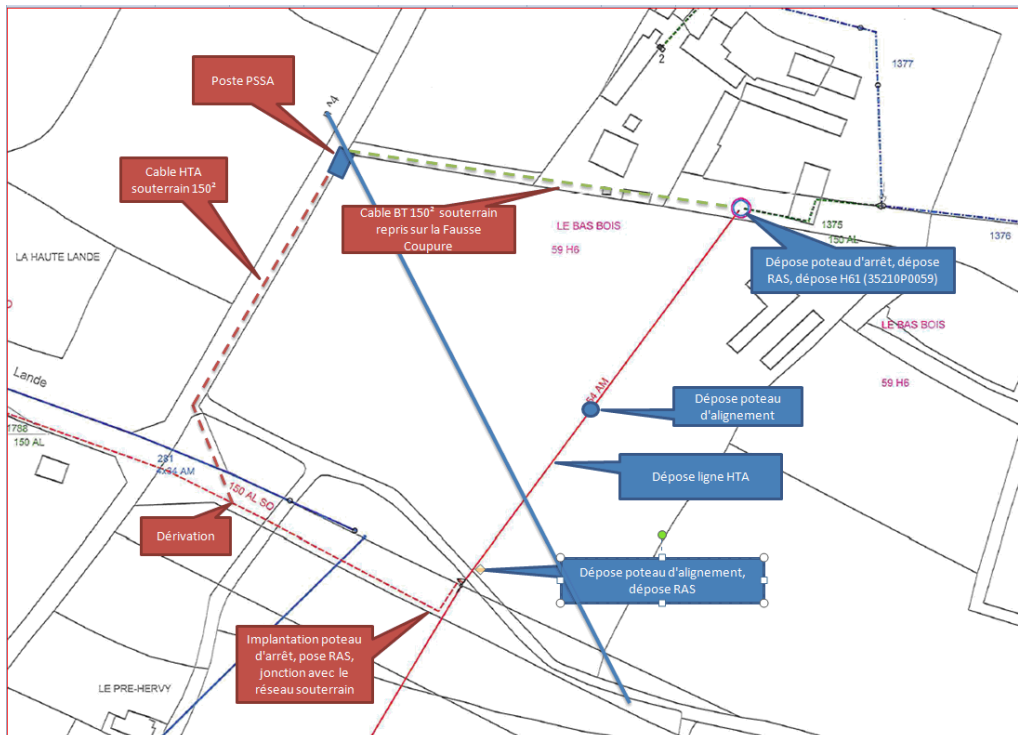 2
1377
Poste PSSA
A4
Cable HTA
souterrain 150²
Cable BT 150² souterrain
repris sur la Fausse
Coupure
LE BAS BOIS
59 H6
1375
150 AL
1376
LA HAUTE LANDE
Dépose poteau d'arrêt, dépose
RAS, dépose H61 (35210P0059)
LE BAS BOIS
59 H6
Lande
54 AM
Dépose poteau
d'alignement
1788
150 AL
281
150 AL SO
Dépose ligne HTA
Dérivation
Dépose poteau d'alignement,
dépose RAS
Implantation poteau
d'arrêt, pose RAS,
jonction avec le
réseau souterrain
LE PRE-HERVY